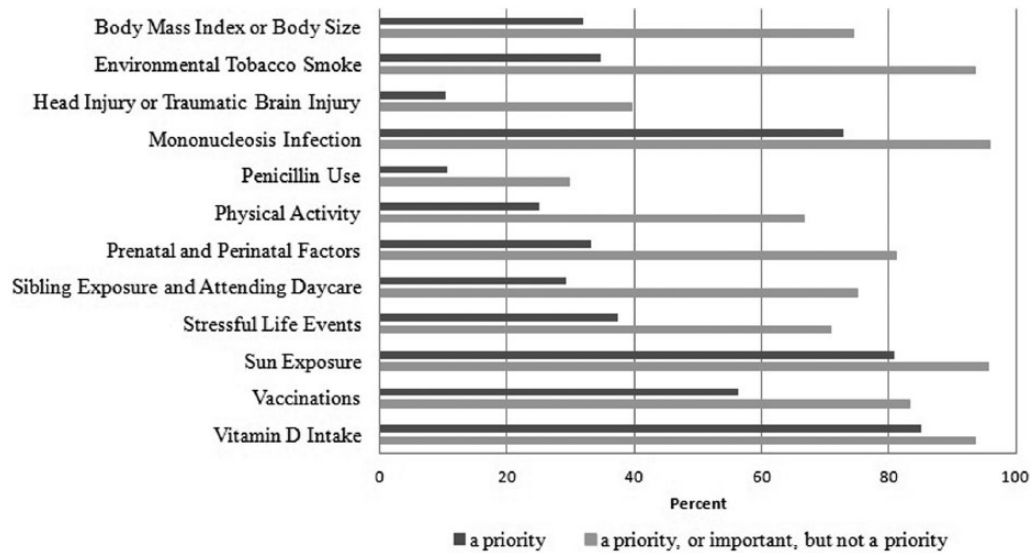 Body Mass Index or Body Size
Environmental Tobacco Smoke
Head Injury or Traumatic Brain Injury
Mononucleosis Infection
Penicillin Use
Physical Activity
Prenatal and Perinatal Factors
Sibling Exposure and Attending Daycare
Stressful Life Events
Sun Exposure
Vaccinations
Vitamin D Intake
0 20 40 60 80 100
Percent
a priority a priority, or important, but not a priority